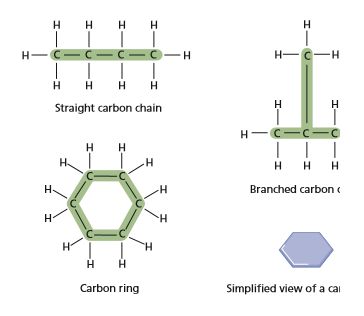 H H H H
H C C C C H
H H H H
Straight carbon chain
H
H C H
H H
H C C C
H H H
Branched carbon
H H
H C C H
H C C H
H C C H
H H
Carbon ring
Simplified view of a